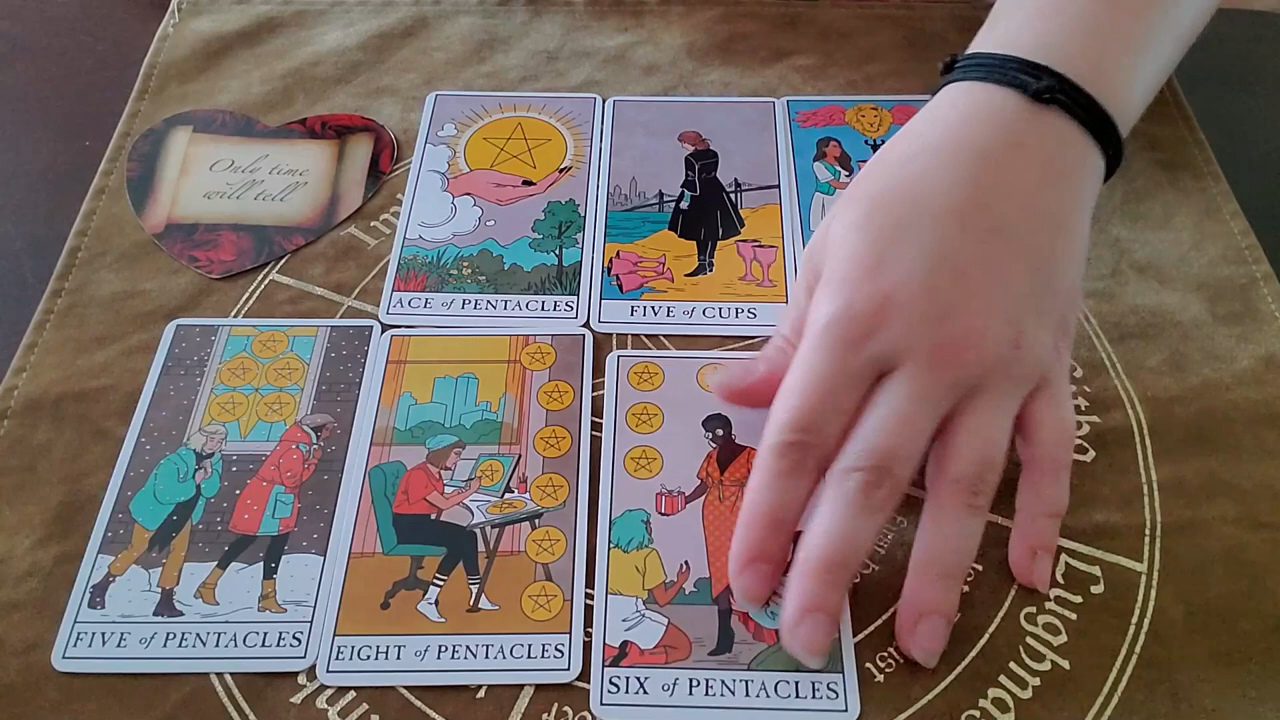 Only time
will tell
ACE of PENTACLES
FIVE of CUPS
FIVE of PENTACLES
EIGHT of PENTACLES
SIX of PENTACLES
Lughnas